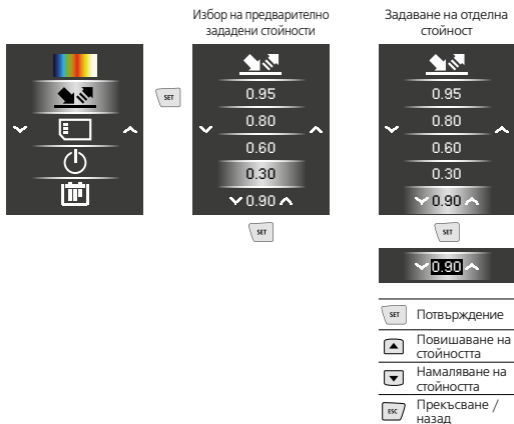 Избор на предварително
зададени стойности
SET
0.95
0.80
0.60
0.30
0.90
SET
Задаване на отделна
стойност
0.95
0.80
0.60
0.30
0.90
SET
0.90
SET Потвърждение
Повишаване на
стойността
Намаляване на
стойността
ESC Прекъсване /
назад